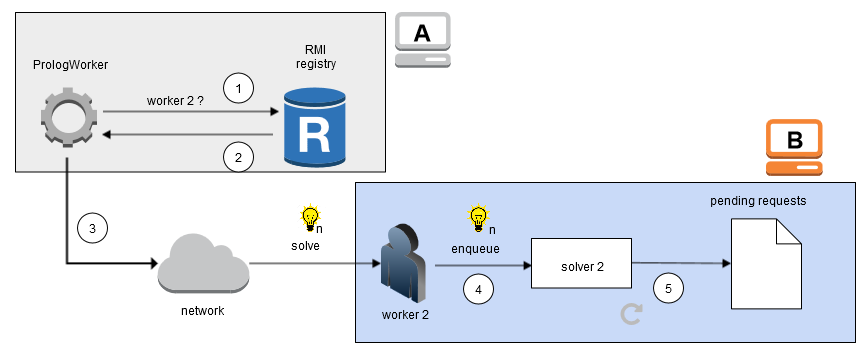 A
PrologWorker
RMI
registry
worker 2 ?
1
R
2
B
3
n
solve
network
worker 2
n
enqueue
4
solver 2
5
pending requests